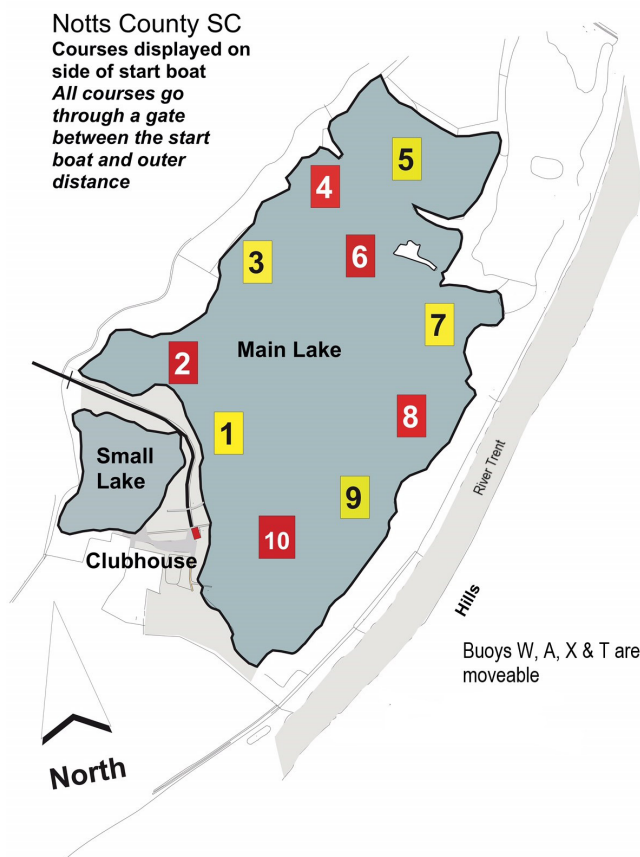 Notts County SC
Courses displayed on
side of start boat
All courses go
through a gate
between the start
boat and outer
distance
5
4
6
3
7
Main Lake
2
8
1
Small
Lake
9
River Trent
10
Clubhouse
Hills
Buoys W, A, X & T are
moveable
North